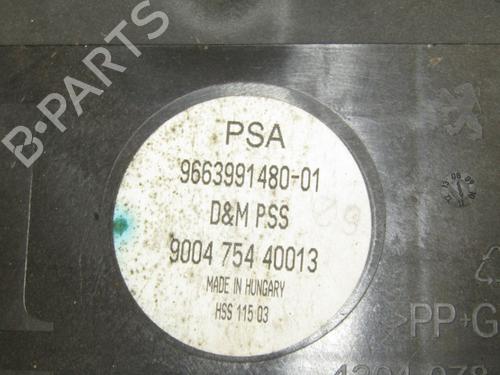 B-PARTS
PSA
9663991480-01
D&M PSS
9004 754 40013
MADE IN HUNGARY
HSS 115 03
PP+G